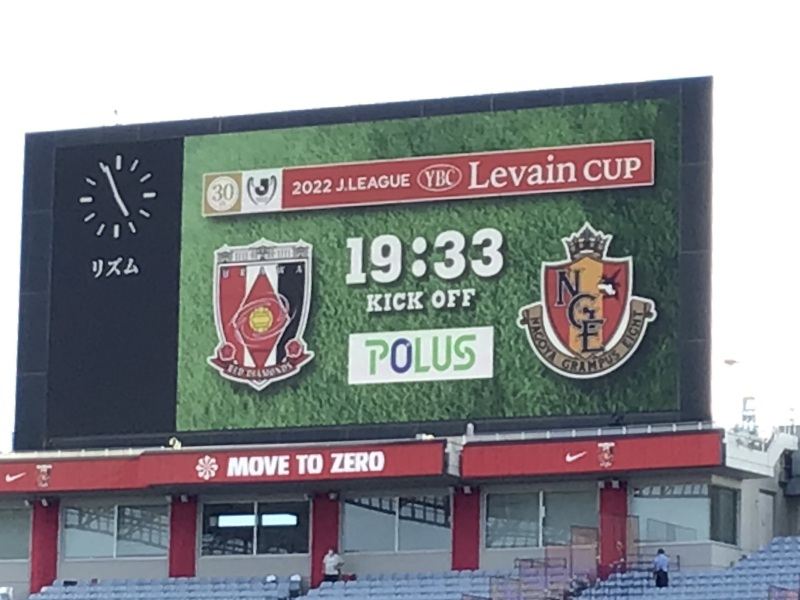 30
2022 J.LEAGUE YBC Levain CUP
リズム
19:33
KICK OFF
POLUS
URAWA
RED DIAMONDS
NGE
NAGOYA GRAMPUS EIGHT
MOVE TO ZERO